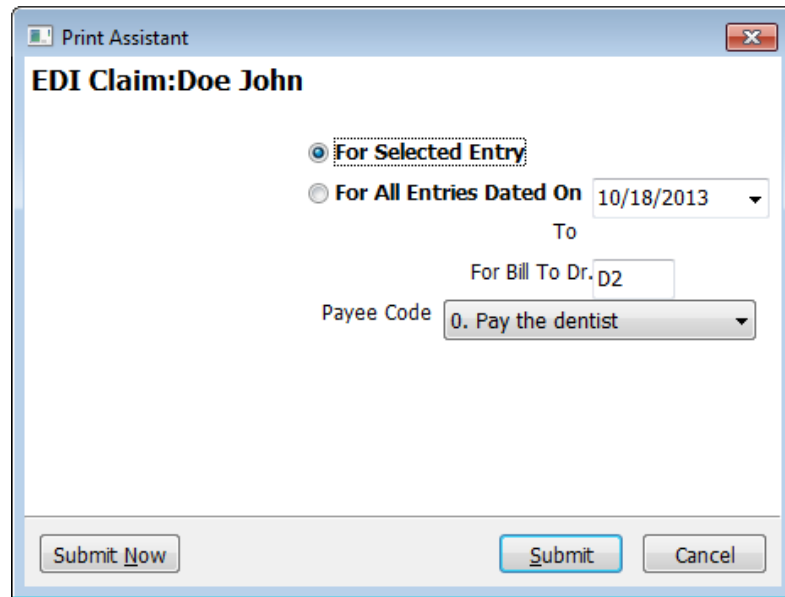 Print Assistant
EDI Claim:Doe John
For Selected Entry
For All Entries Dated On 10/18/2013
To
For Bill To Dr. D2
Payee Code 0. Pay the dentist
Submit Now Submit Cancel